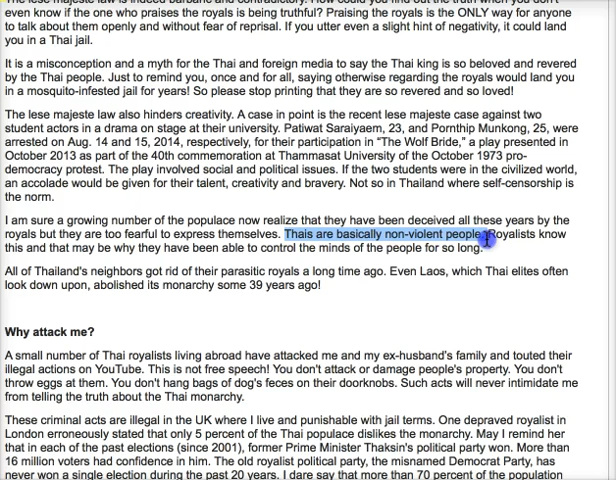 The lese majeste law is indeed barbaric and contradictory. How could you find out the truth when you don't
even know if the one who praises the royals is being truthful? Praising the royals is the ONLY way for anyone
to talk about them openly and without fear of reprisal. If you utter even a slight hint of negativity, it could land
you in a Thai jail.
It is a misconception and a myth for the Thai and foreign media to say the Thai king is so beloved and revered
by the Thai people. Just to remind you, once and for all, saying otherwise regarding the royals would land you
in a mosquito-infested jail for years! So please stop printing that they are so revered and so loved!
The lese majeste law also hinders creativity. A case in point is the recent lese majeste case against two
student actors in a drama on stage at their university. Patiwat Saraiyaem, 23, and Pornthip Munkong, 25, were
arrested on Aug. 14 and 15, 2014, respectively, for their participation in “The Wolf Bride,” a play presented in
October 2013 as part of the 40th commemoration at Thammasat University of the October 1973 pro-
democracy protest. The play involved social and political issues. If the two students were in the civilized world,
an accolade would be given for their talent, creativity and bravery. Not so in Thailand where self-censorship is
the norm.
I am sure a growing number of the populace now realize that they have been deceived all these years by the
royals but they are too fearful to express themselves. Thais are basically non-violent people. Royalists know
this and that may be why they have been able to control the minds of the people for so long.
All of Thailand's neighbors got rid of their parasitic royals a long time ago. Even Laos, which Thai elites often
look down upon, abolished its monarchy some 39 years ago!
Why attack me?
A small number of Thai royalists living abroad have attacked me and my ex-husband's family and touted their
illegal actions on YouTube. This is not free speech! You don't attack or damage people's property. You don't
throw eggs at them. You don't hang bags of dog's feces on their doorknobs. Such acts will never intimidate me
from telling the truth about the Thai monarchy.
These criminal acts are illegal in the UK where I live and punishable with jail terms. One depraved royalist in
London erroneously stated that only 5 percent of the Thai populace dislikes the monarchy. May I remind her
that in each of the past elections (since 2001), former Prime Minister Thaksin's political party won. More than
16 million voters had confidence in him. The old royalist political party, the misnamed Democrat Party, has
never won a single election during the past 20 years. I dare say that more than 70 percent of the population